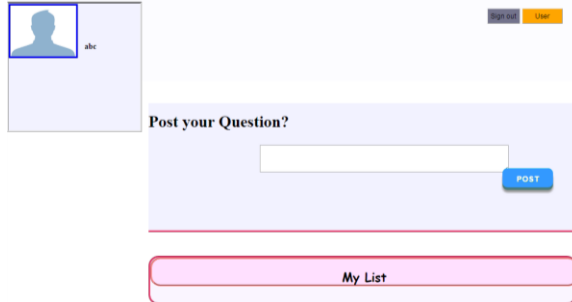 Sign out
User
abc
Post your Question?
POST
My List